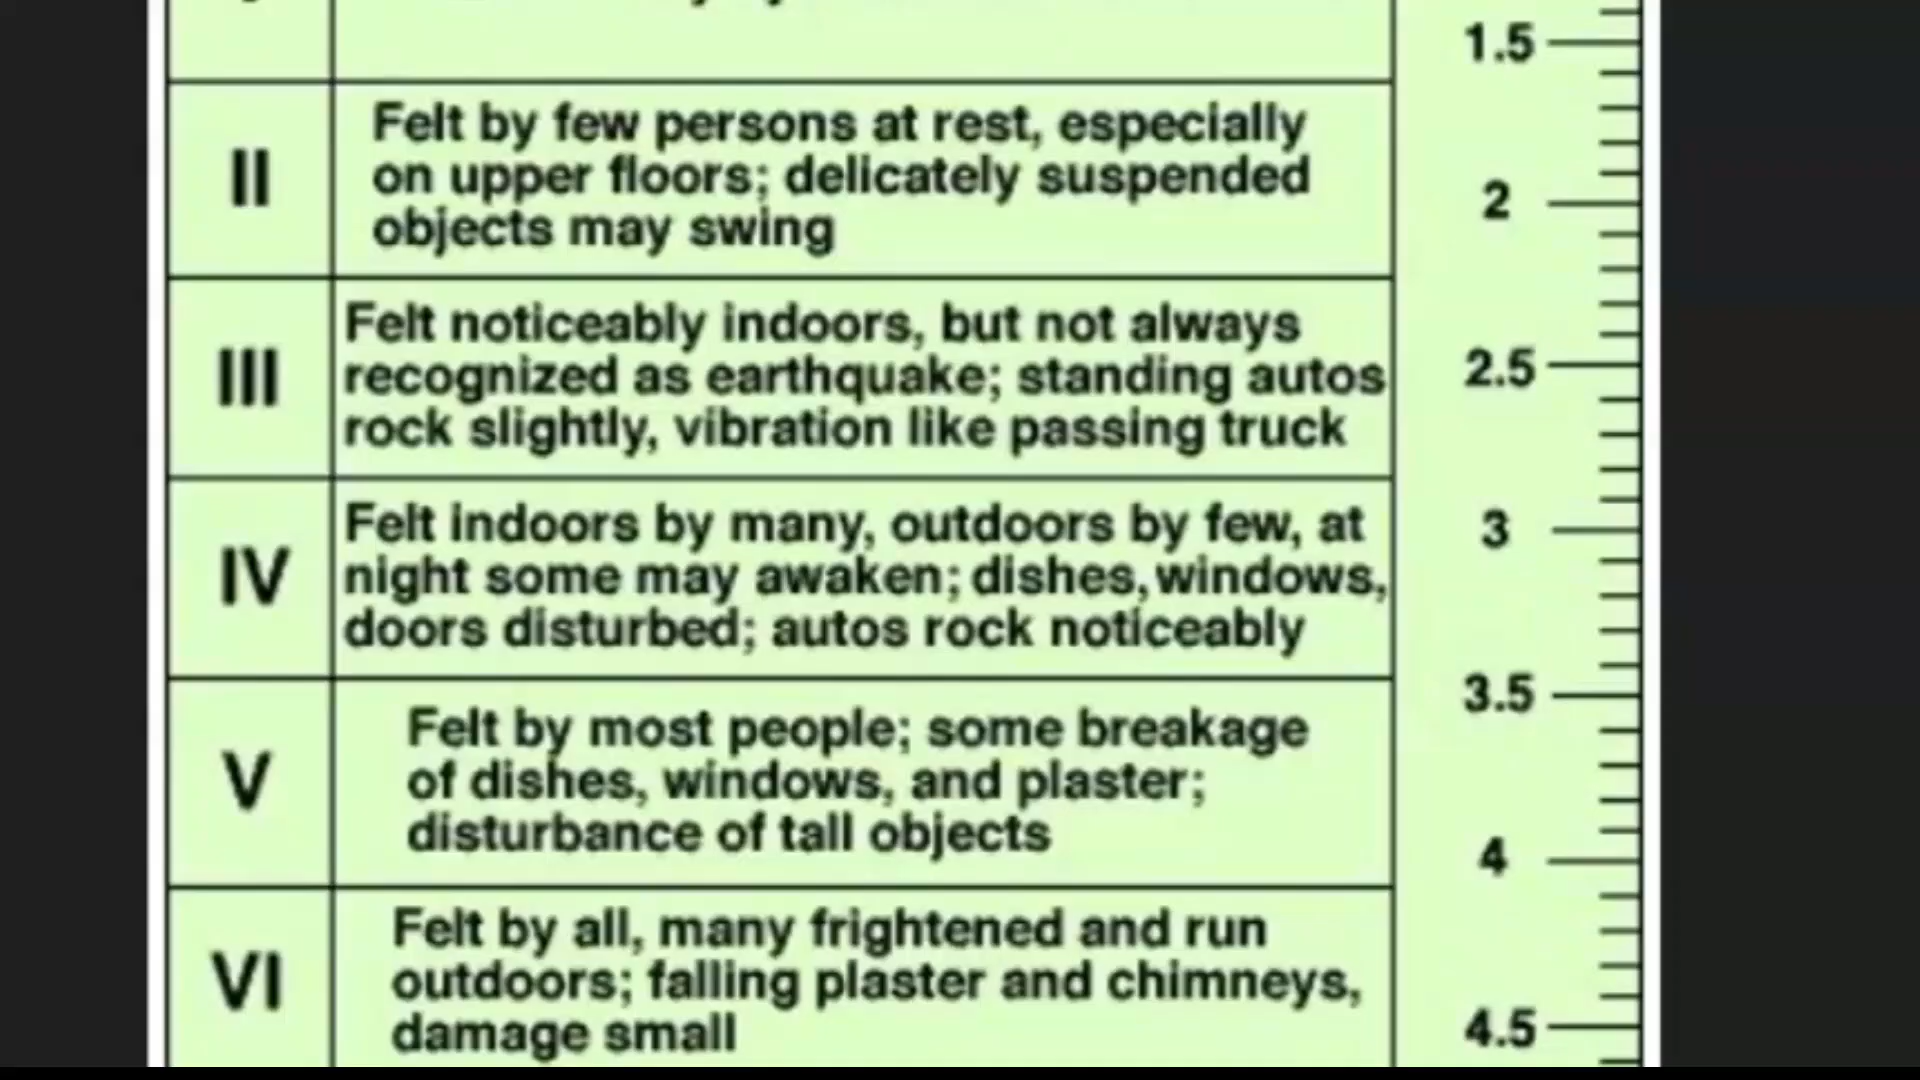 1.5
II
Felt by few persons at rest, especially
on upper floors; delicately suspended
objects may swing
2
III
Felt noticeably indoors, but not always
recognized as earthquake; standing autos
rock slightly, vibration like passing truck
2.5
IV
Felt indoors by many, outdoors by few, at
night some may awaken; dishes, windows,
doors disturbed; autos rock noticeably
3
3.5
V
Felt by most people; some breakage
of dishes, windows, and plaster;
disturbance of tall objects
4
VI
Felt by all, many frightened and run
outdoors; falling plaster and chimneys,
damage small
4.5